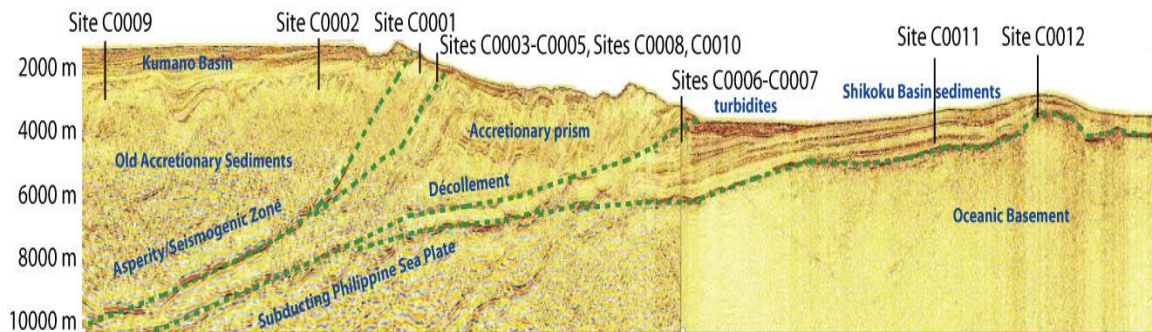 Site C0009
Site C0002
Site C0001
Sites C0003-C0005, Sites C0008, C0010
Site C0011
Site C0012
Sites C0006-C0007
2000 m
4000 m
6000 m
8000 m
10000 m
Kumano Basin
turbidites
Shikoku Basin sediments
Accretionary prism
Old Accretionary Sediments
Décollement
Oceanic Basement
Asperity/Seismogenic Zone
Subducting Philippine Sea Plate